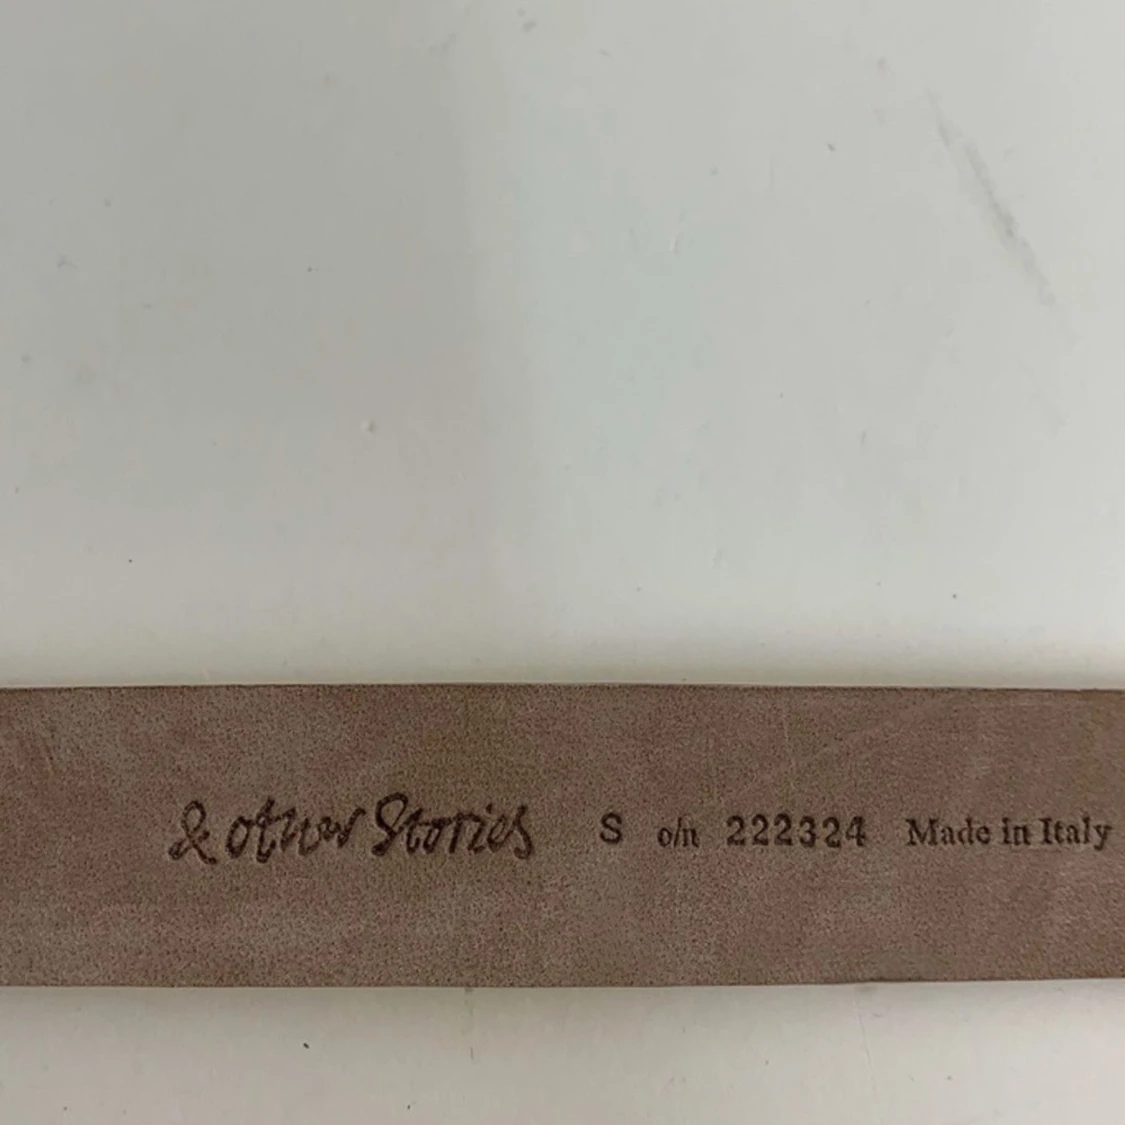 & other Stories S o/n 222324 Made in Italy